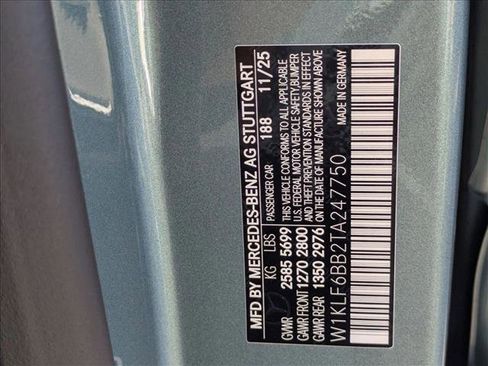 MFD BY MERCEDES-BENZ AG STUTTGART
188 11/25
KG LBS PASSENGER CAR
GVWR 2585 5699 THIS VEHICLE CONFORMS TO ALL APPLICABLE
GAWR FRONT 1270 2800 U.S. FEDERAL MOTOR VEHICLE SAFETY, BUMPER
GAWR REAR 1350 2976 AND THEFT PREVENTION STANDARDS IN EFFECT
ON THE DATE OF MANUFACTURE SHOWN ABOVE
W1KLF6BB2TA247750
MADE IN GERMANY